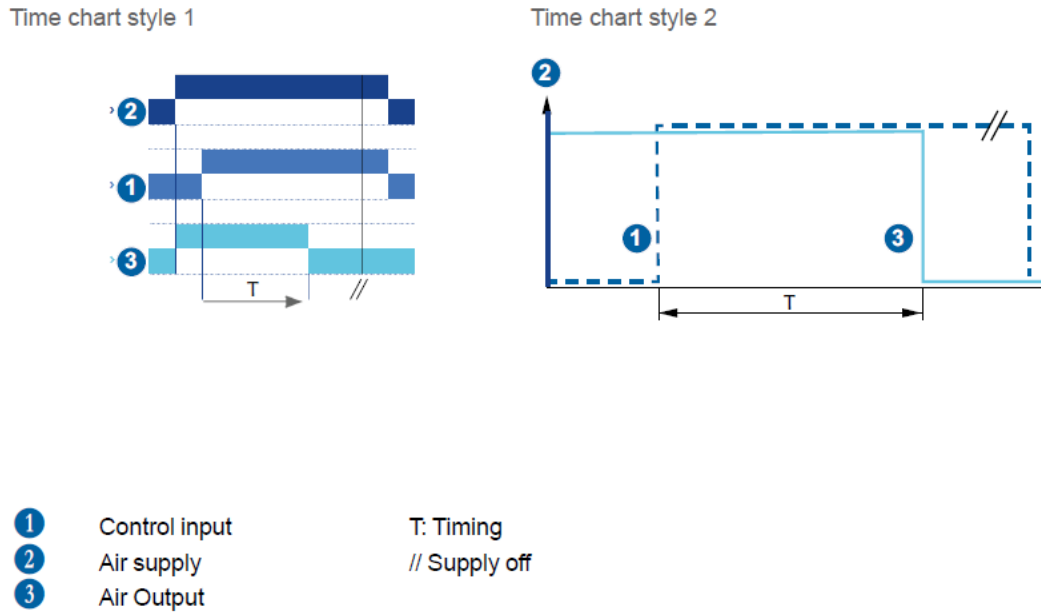 Time chart style 1
Time chart style 2
2
1
3
T
//
2
1
3
//
T
1 Control input T: Timing
2 Air supply // Supply off
3 Air Output